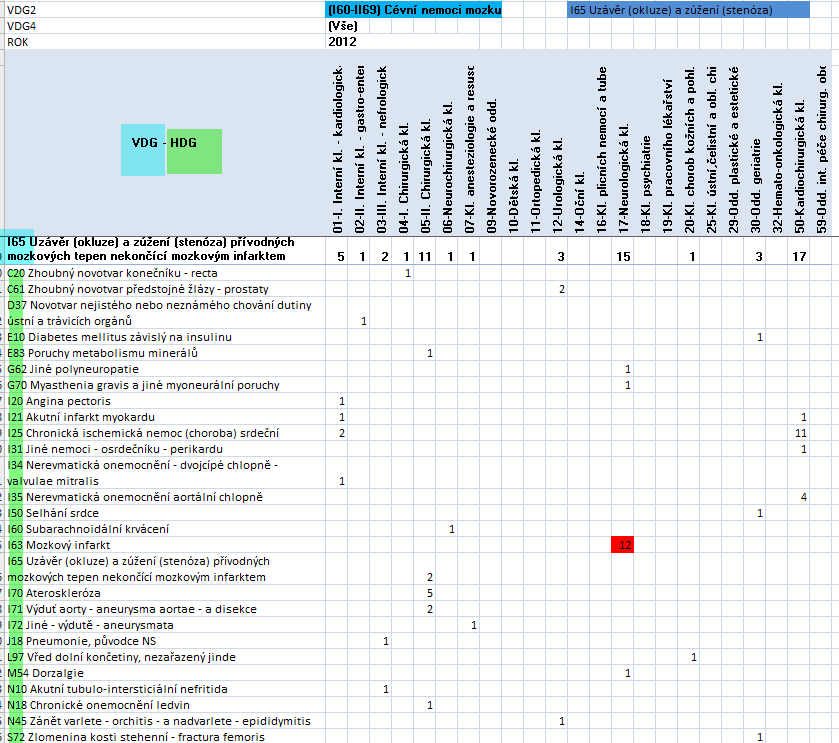 VDG2 (I60-II69) Cévní nemoci mozku I65 Uzávěr (okluze) a zúžení (stenóza)
VDG4 (Vše)
ROK 2012
VDG - HDG
01-I. Interní kl. - kardiologick
02-II. Interní kl. - gastro-enter
03-III. Interní kl. - nefrologick
04-I. Chirurgická kl.
05-II. Chirurgická kl.
06-Neurochirurgická kl.
07-Kl. anesteziologie a resusc
09-Novorozenecké odd.
10-Dětská kl.
11-Ortopedická kl.
12-Urologická kl.
14-Oční kl.
16-Kl. plicních nemocí a tube
17-Neurologická kl.
18-Kl. psychiatrie
19-Kl. pracovního lékařství
20-Kl. chorob kožních a pohl.
25-Kl. ústní,čelistní a obl. chi
29-Odd. plastické a estetické
30-Odd. geriatrie
32-Hemato-onkologická kl.
50-Kardiochirurgická kl.
59-Odd. int. péče chirurg. obo
I65 Uzávěr (okluze) a zúžení (stenóza) přívodných
mozkových tepen nekončící mozkovým infarktem 5 1 2 1 11 1 1 3 15 1 3 17
C20 Zhoubný novotvar konečníku - recta 1
C61 Zhoubný novotvar předstojné žlázy - prostaty 2
D37 Novotvar nejistého nebo neznámého chování dutiny
ústní a trávicích orgánů 1
E10 Diabetes mellitus závislý na insulinu 1
E83 Poruchy metabolismu minerálů 1
G62 Jiné polyneuropatie 1
G70 Myasthenia gravis a jiné myoneurální poruchy 1
I20 Angina pectoris 1
I21 Akutní infarkt myokardu 1 1
I25 Chronická ischemická nemoc (choroba) srdeční 2 11
I31 Jiné nemoci - osrdečníku - perikardu 1
I34 Nerevmatická onemocnění - dvojcípé chlopně -
valvulae mitralis 1
I35 Nerevmatická onemocnění aortální chlopně 4
I50 Selhání srdce 1
I60 Subarachnoidální krvácení 1
I63 Mozkový infarkt 12
I65 Uzávěr (okluze) a zúžení (stenóza) přívodných
mozkových tepen nekončící mozkovým infarktem 2
I70 Ateroskleróza 5
I71 Výduť aorty - aneurysma aortae - a disekce 2
I72 Jiné - výdutě - aneurysmata 1
J18 Pneumonie, původce NS 1
L97 Vřed dolní končetiny, nezařazený jinde 1
M54 Dorzalgie 1
N10 Akutní tubulo-intersticiální nefritida 1
N18 Chronické onemocnění ledvin 1
N45 Zánět varlete - orchitis - a nadvarlete - epididymitis 1
S72 Zlomenina kosti stehenní - fractura femoris 1